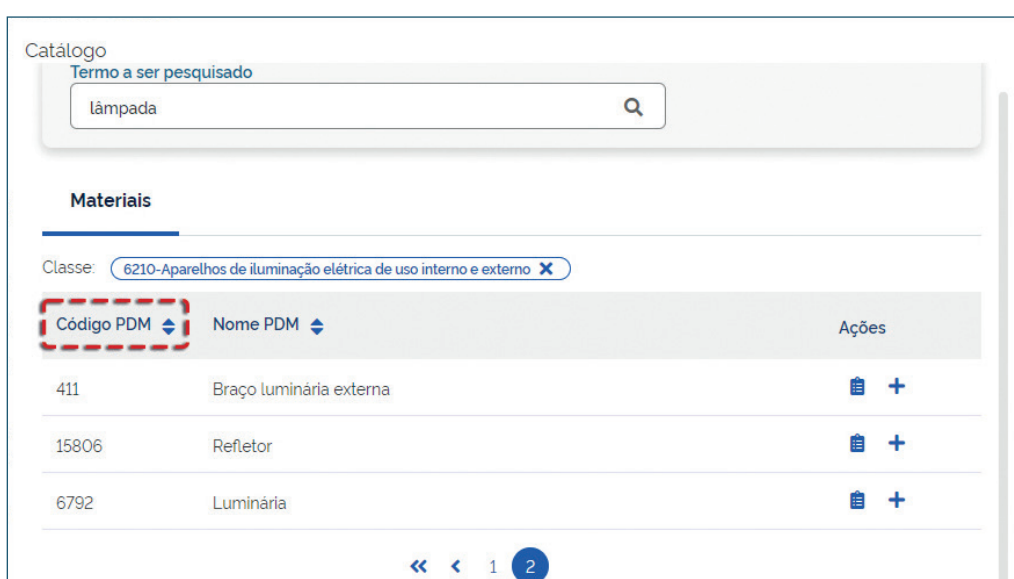 Catálogo
Termo a ser pesquisado
lâmpada
Materiais
Classe: 6210-Aparelhos de iluminação elétrica de uso interno e externo
Código PDM Nome PDM Ações
411 Braço luminária externa
15806 Refletor
6792 Luminária
1 2